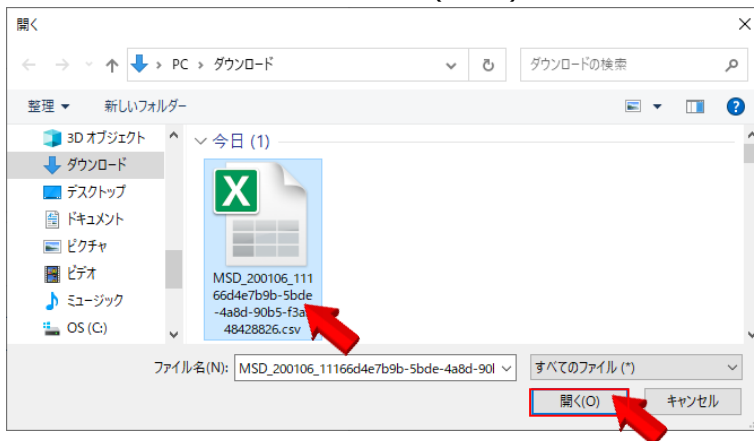 開く
PC › ダウンロード
ダウンロードの検索
整理
新しいフォルダー
3D オブジェクト
ダウンロード
デスクトップ
ドキュメント
ピクチャ
ビデオ
ミュージック
OS (C:)
今日 (1)
MSD_200106_111
66d4e7b9b-5bde
-4a8d-90b5-f3a
48428826.csv
ファイル名(N):
MSD_200106_11166d4e7b9b-5bde-4a8d-90
すべてのファイル (*)
開く(O)
キャンセル